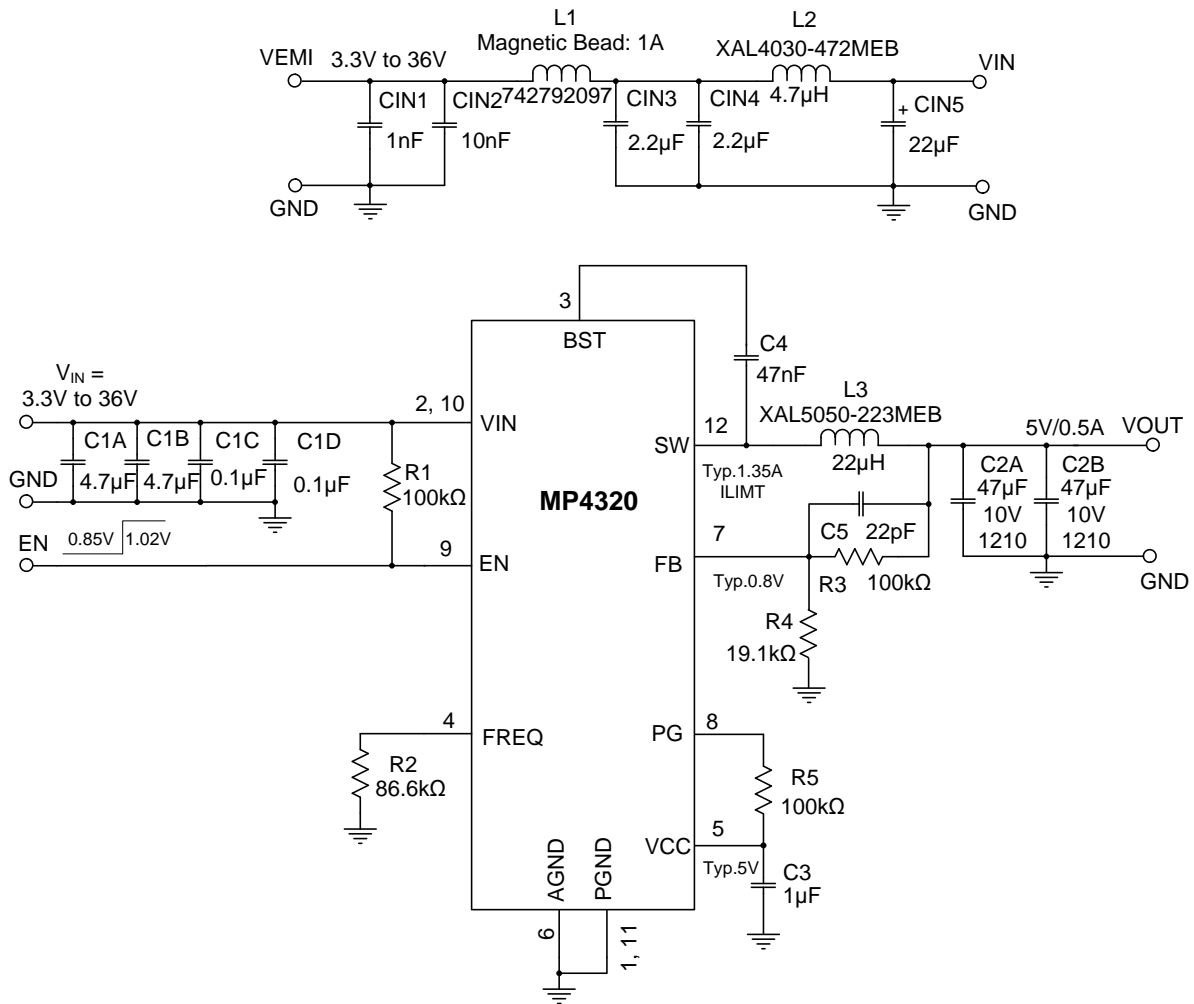 L1
Magnetic Bead: 1A
742792097
L2
XAL4030-472MEB
4.7µH
VEMI
3.3V to 36V
VIN
CIN1
1nF
CIN2
10nF
CIN3
2.2µF
CIN4
2.2µF
+ CIN5
22µF
GND
GND
3
BST
C4
47nF
VIN =
3.3V to 36V
2, 10
VIN
C1A
4.7µF
C1B
4.7µF
C1C
0.1µF
C1D
0.1µF
R1
100kΩ
GND
EN
0.85V
1.02V
9
EN
MP4320
12
SW
Typ.1.35A
ILIMT
L3
XAL5050-223MEB
22µH
5V/0.5A
VOUT
C2A
47µF
10V
1210
C2B
47µF
10V
1210
GND
C5
22pF
7
FB
Typ.0.8V
R3
100kΩ
R4
19.1kΩ
4
FREQ
R2
86.6kΩ
8
PG
R5
100kΩ
5
VCC
Typ.5V
C3
1µF
AGND
PGND
6
1, 11